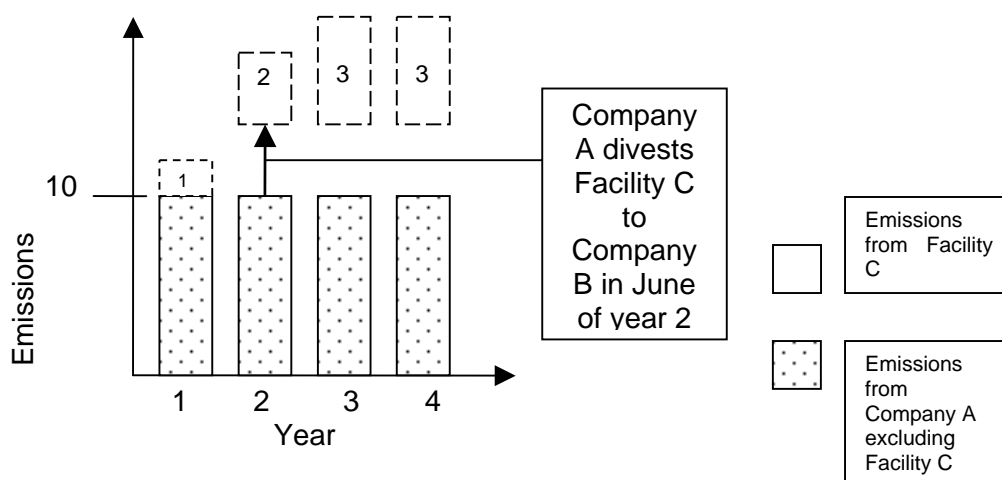 2
3
3
1
10
Emissions
1
2
3
4
Year
Company
A divests
Facility C
to
Company
B in June
of year 2
Emissions
from Facility
C
Emissions
from
Company A
excluding
Facility C